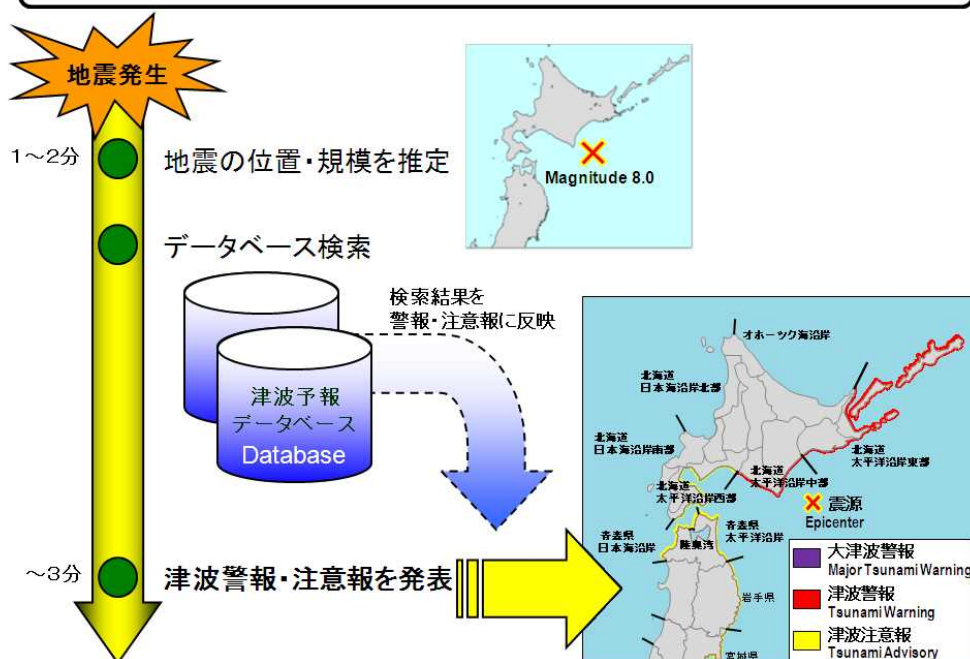 地震発生
1～2分
地震の位置・規模を推定
Magnitude 8.0
データベース検索
検索結果を
警報・注意報に反映
津波予報
データベース
Database
オホーツク海沿岸
北海道
日本海沿岸北部
北海道
日本海沿岸南部
北海道
太平洋沿岸東部
北海道
太平洋沿岸中部
北海道
太平洋沿岸西部
震源
Epicenter
青森県
日本海沿岸
陸奥湾
青森県
太平洋沿岸
～3分
津波警報・注意報を発表
岩手県
宮城県
大津波警報
Major Tsunami Warning
津波警報
Tsunami Warning
津波注意報
Tsunami Advisory